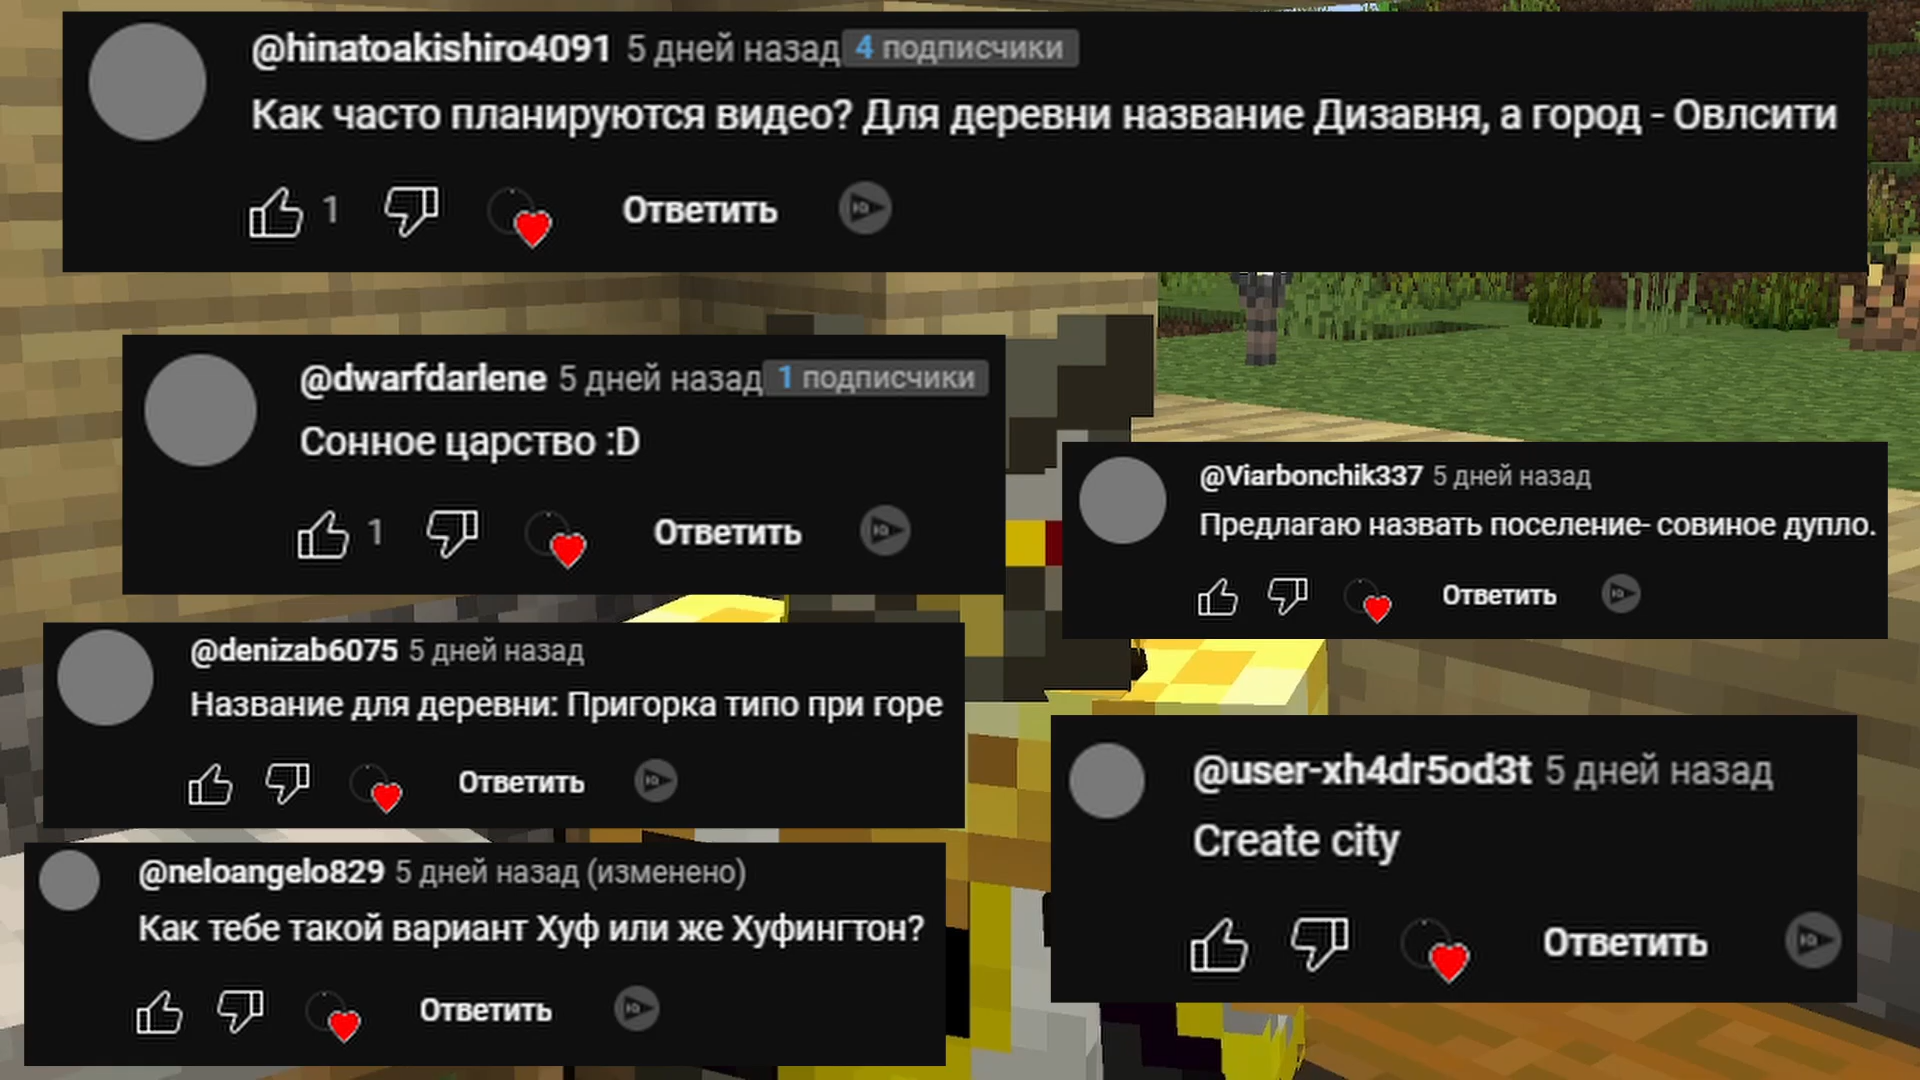 @hinatoakishiro4091 5 дней назад 4 подписчики
Как часто планируются видео? Для деревни название Дизавня, а город - Овлсити
1 Ответить
@dwarfdarlene 5 дней назад 1 подписчики
Сонное царство :D
1 Ответить
@Viarbonchik337 5 дней назад
Предлагаю назвать поселение- совиное дупло.
Ответить
@denizab6075 5 дней назад
Название для деревни: Пригорка типо при горе
Ответить
@user-xh4dr5od3t 5 дней назад
Create city
Ответить
@neloangelo829 5 дней назад (изменено)
Как тебе такой вариант Хуф или же Хуфингтон?
Ответить